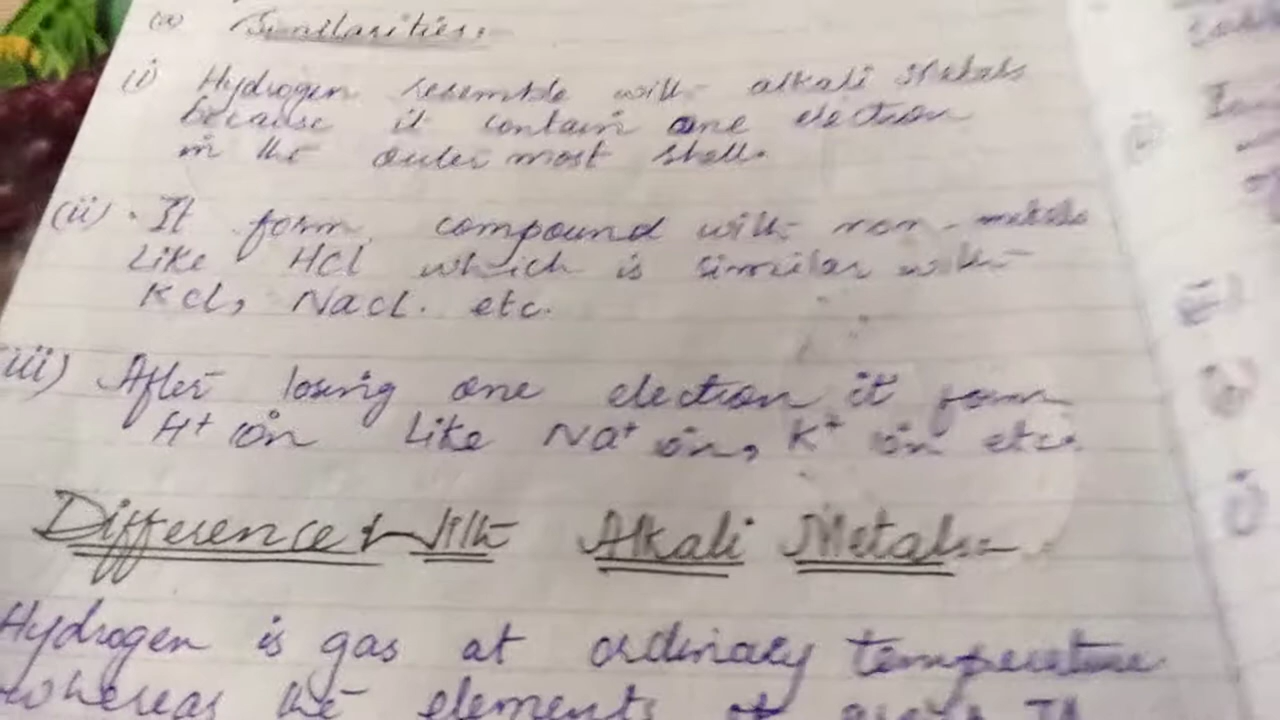 (a) Similarities:
(i) Hydrogen resemble with alkali Metals
because it contain one electron
in the outer most shell.
(ii) . It form compound with non-metals
Like HCl which is similar with
KCl, NaCl. etc.
(iii) After losing one electron it form
H+ ion Like Na+ ion, K+ ion etc.
Difference With Alkali Metals:-
Hydrogen is gas at ordinary temperature
whereas the elements of group IA